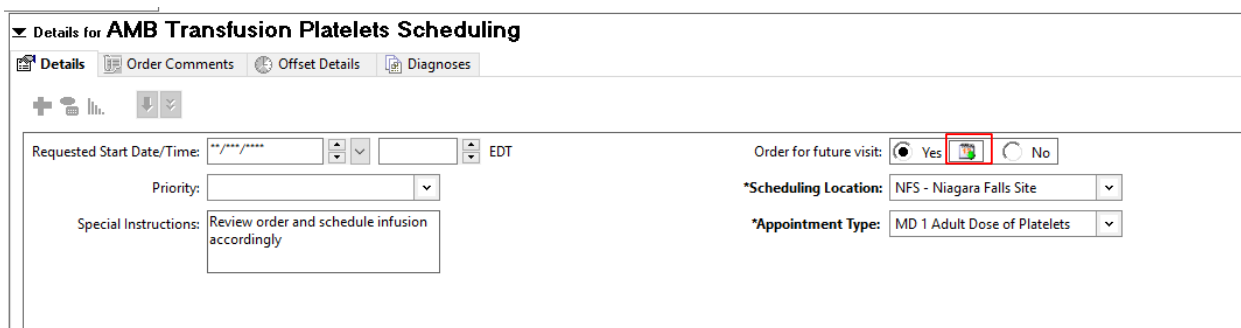 Details for AMB Transfusion Platelets Scheduling
Details Order Comments Offset Details Diagnoses
Requested Start Date/Time: **/***/**** EDT Order for future visit: Yes No
Priority: *Scheduling Location: NFS - Niagara Falls Site
Special Instructions: Review order and schedule infusion *Appointment Type: MD 1 Adult Dose of Platelets
accordingly